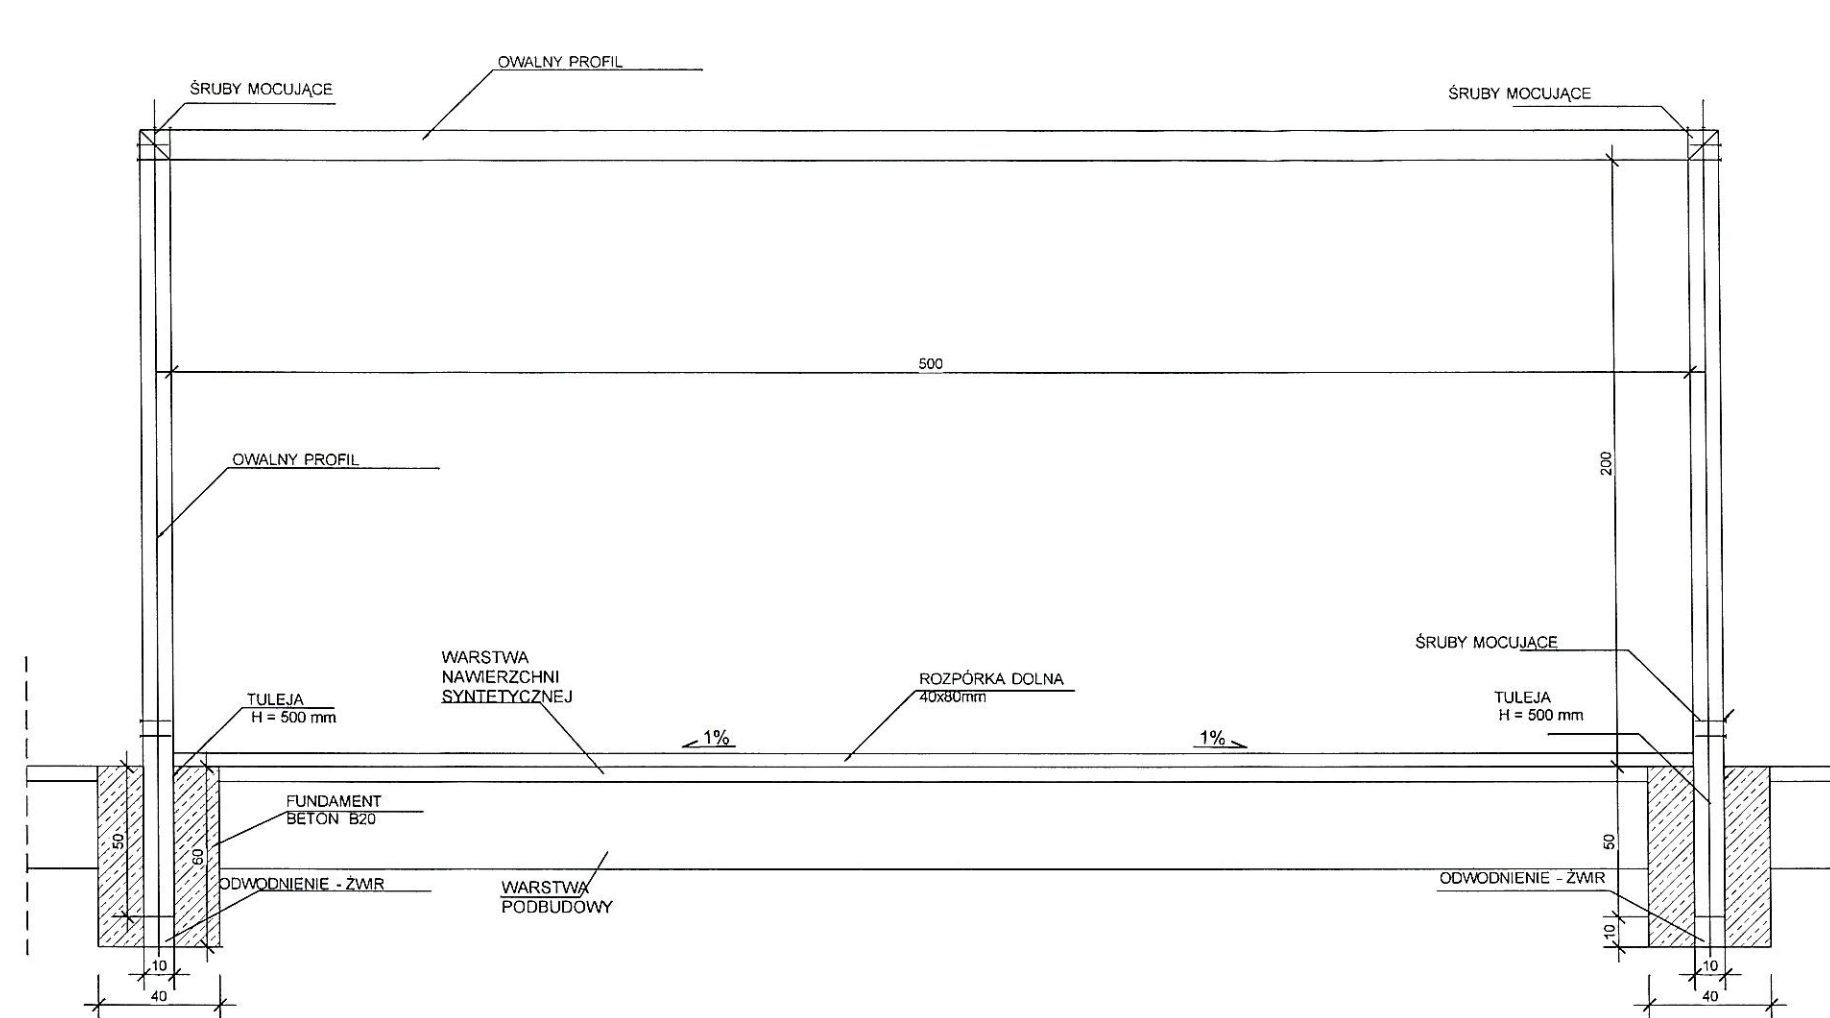 OWALNY PROFIL
ŚRUBY MOCUJĄCE
ŚRUBY MOCUJĄCE
500
200
OWALNY PROFIL
ŚRUBY MOCUJĄCE
WARSTWA
NAWIERZCHNI
SYNTETYCZNEJ
ROZPÓRKA DOLNA
40x80mm
TULEJA
H = 500 mm
TULEJA
H = 500 mm
1%
1%
FUNDAMENT
BETON B20
50
60
50
ODWODNIENIE - ŻWIR
WARSTWA
PODBUDOWY
ODWODNIENIE - ŻWIR
10
10
10
40
40